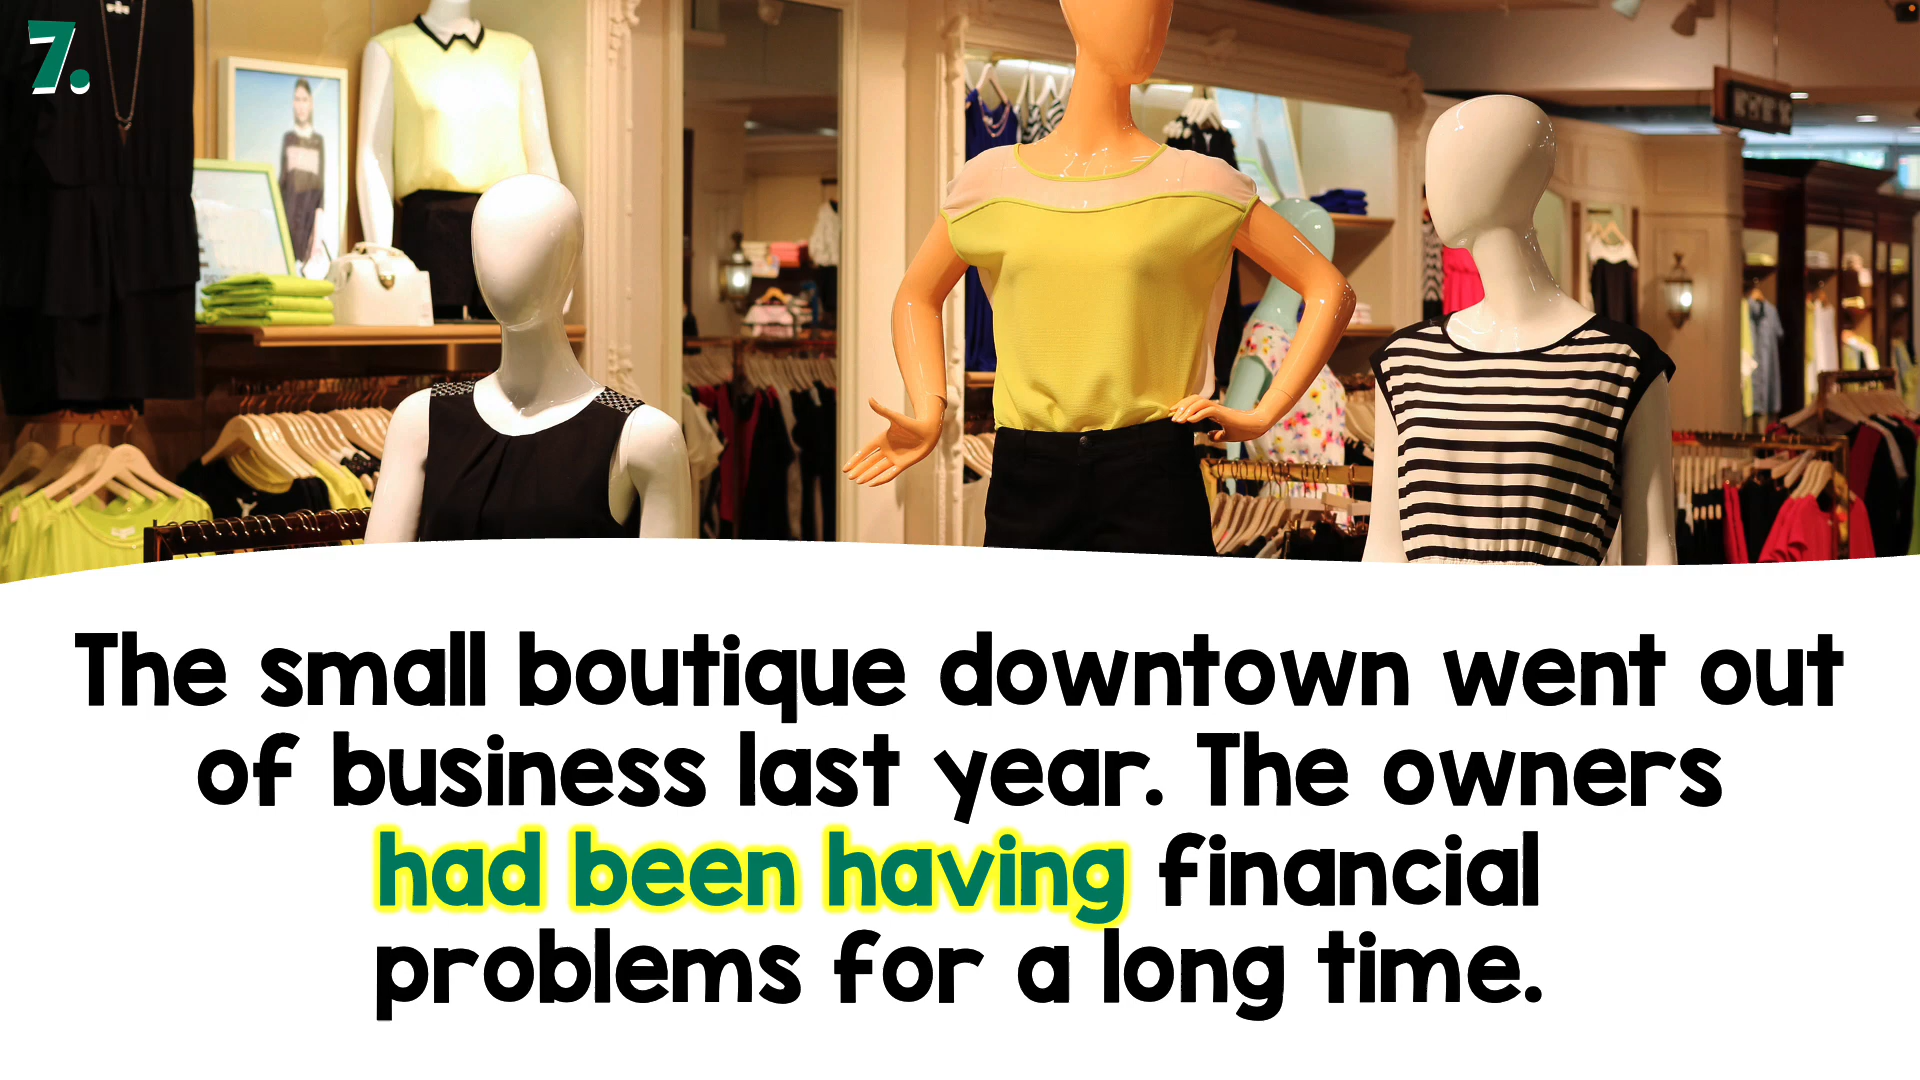 7.
The small boutique downtown went out
of business last year. The owners
had been having financial
problems for a long time.